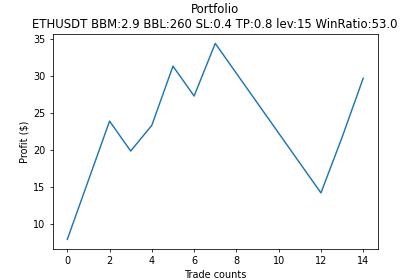 Portfolio
ETHUSDT BBM:2.9 BBL:260 SL:0.4 TP:0.8 lev:15 WinRatio:53.0
35
30
25
20
15
10
Profit ($)
0 2 4 6 8 10 12 14
Trade counts